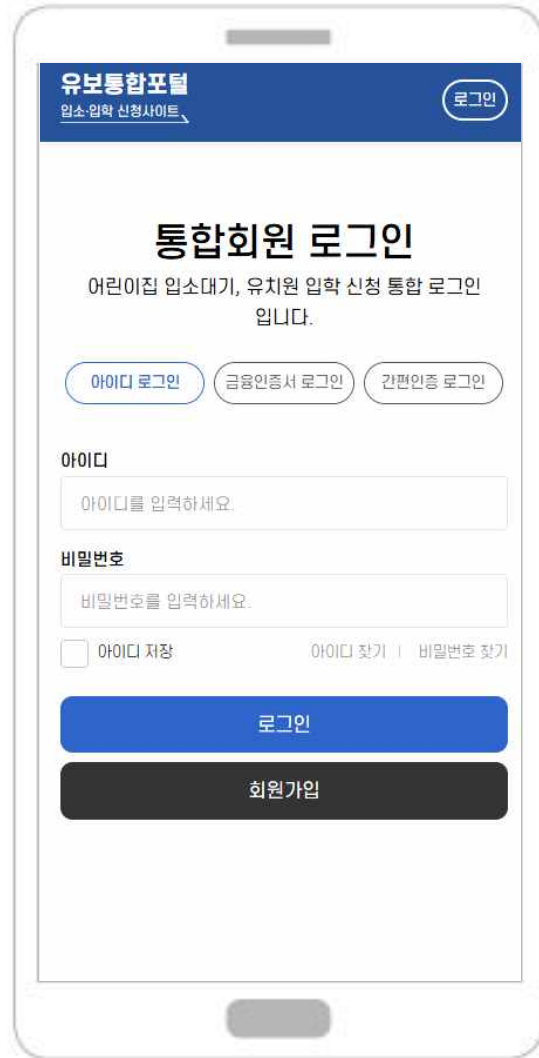 유보통합포털
입소·입학 신청사이트
로그인
통합회원 로그인
어린이집 입소대기, 유치원 입학 신청 통합 로그인
입니다.
아이디 로그인 금융인증서 로그인 간편인증 로그인
아이디
아이디를 입력하세요.
비밀번호
비밀번호를 입력하세요.
아이디 저장 아이디 찾기 | 비밀번호 찾기
로그인
회원가입